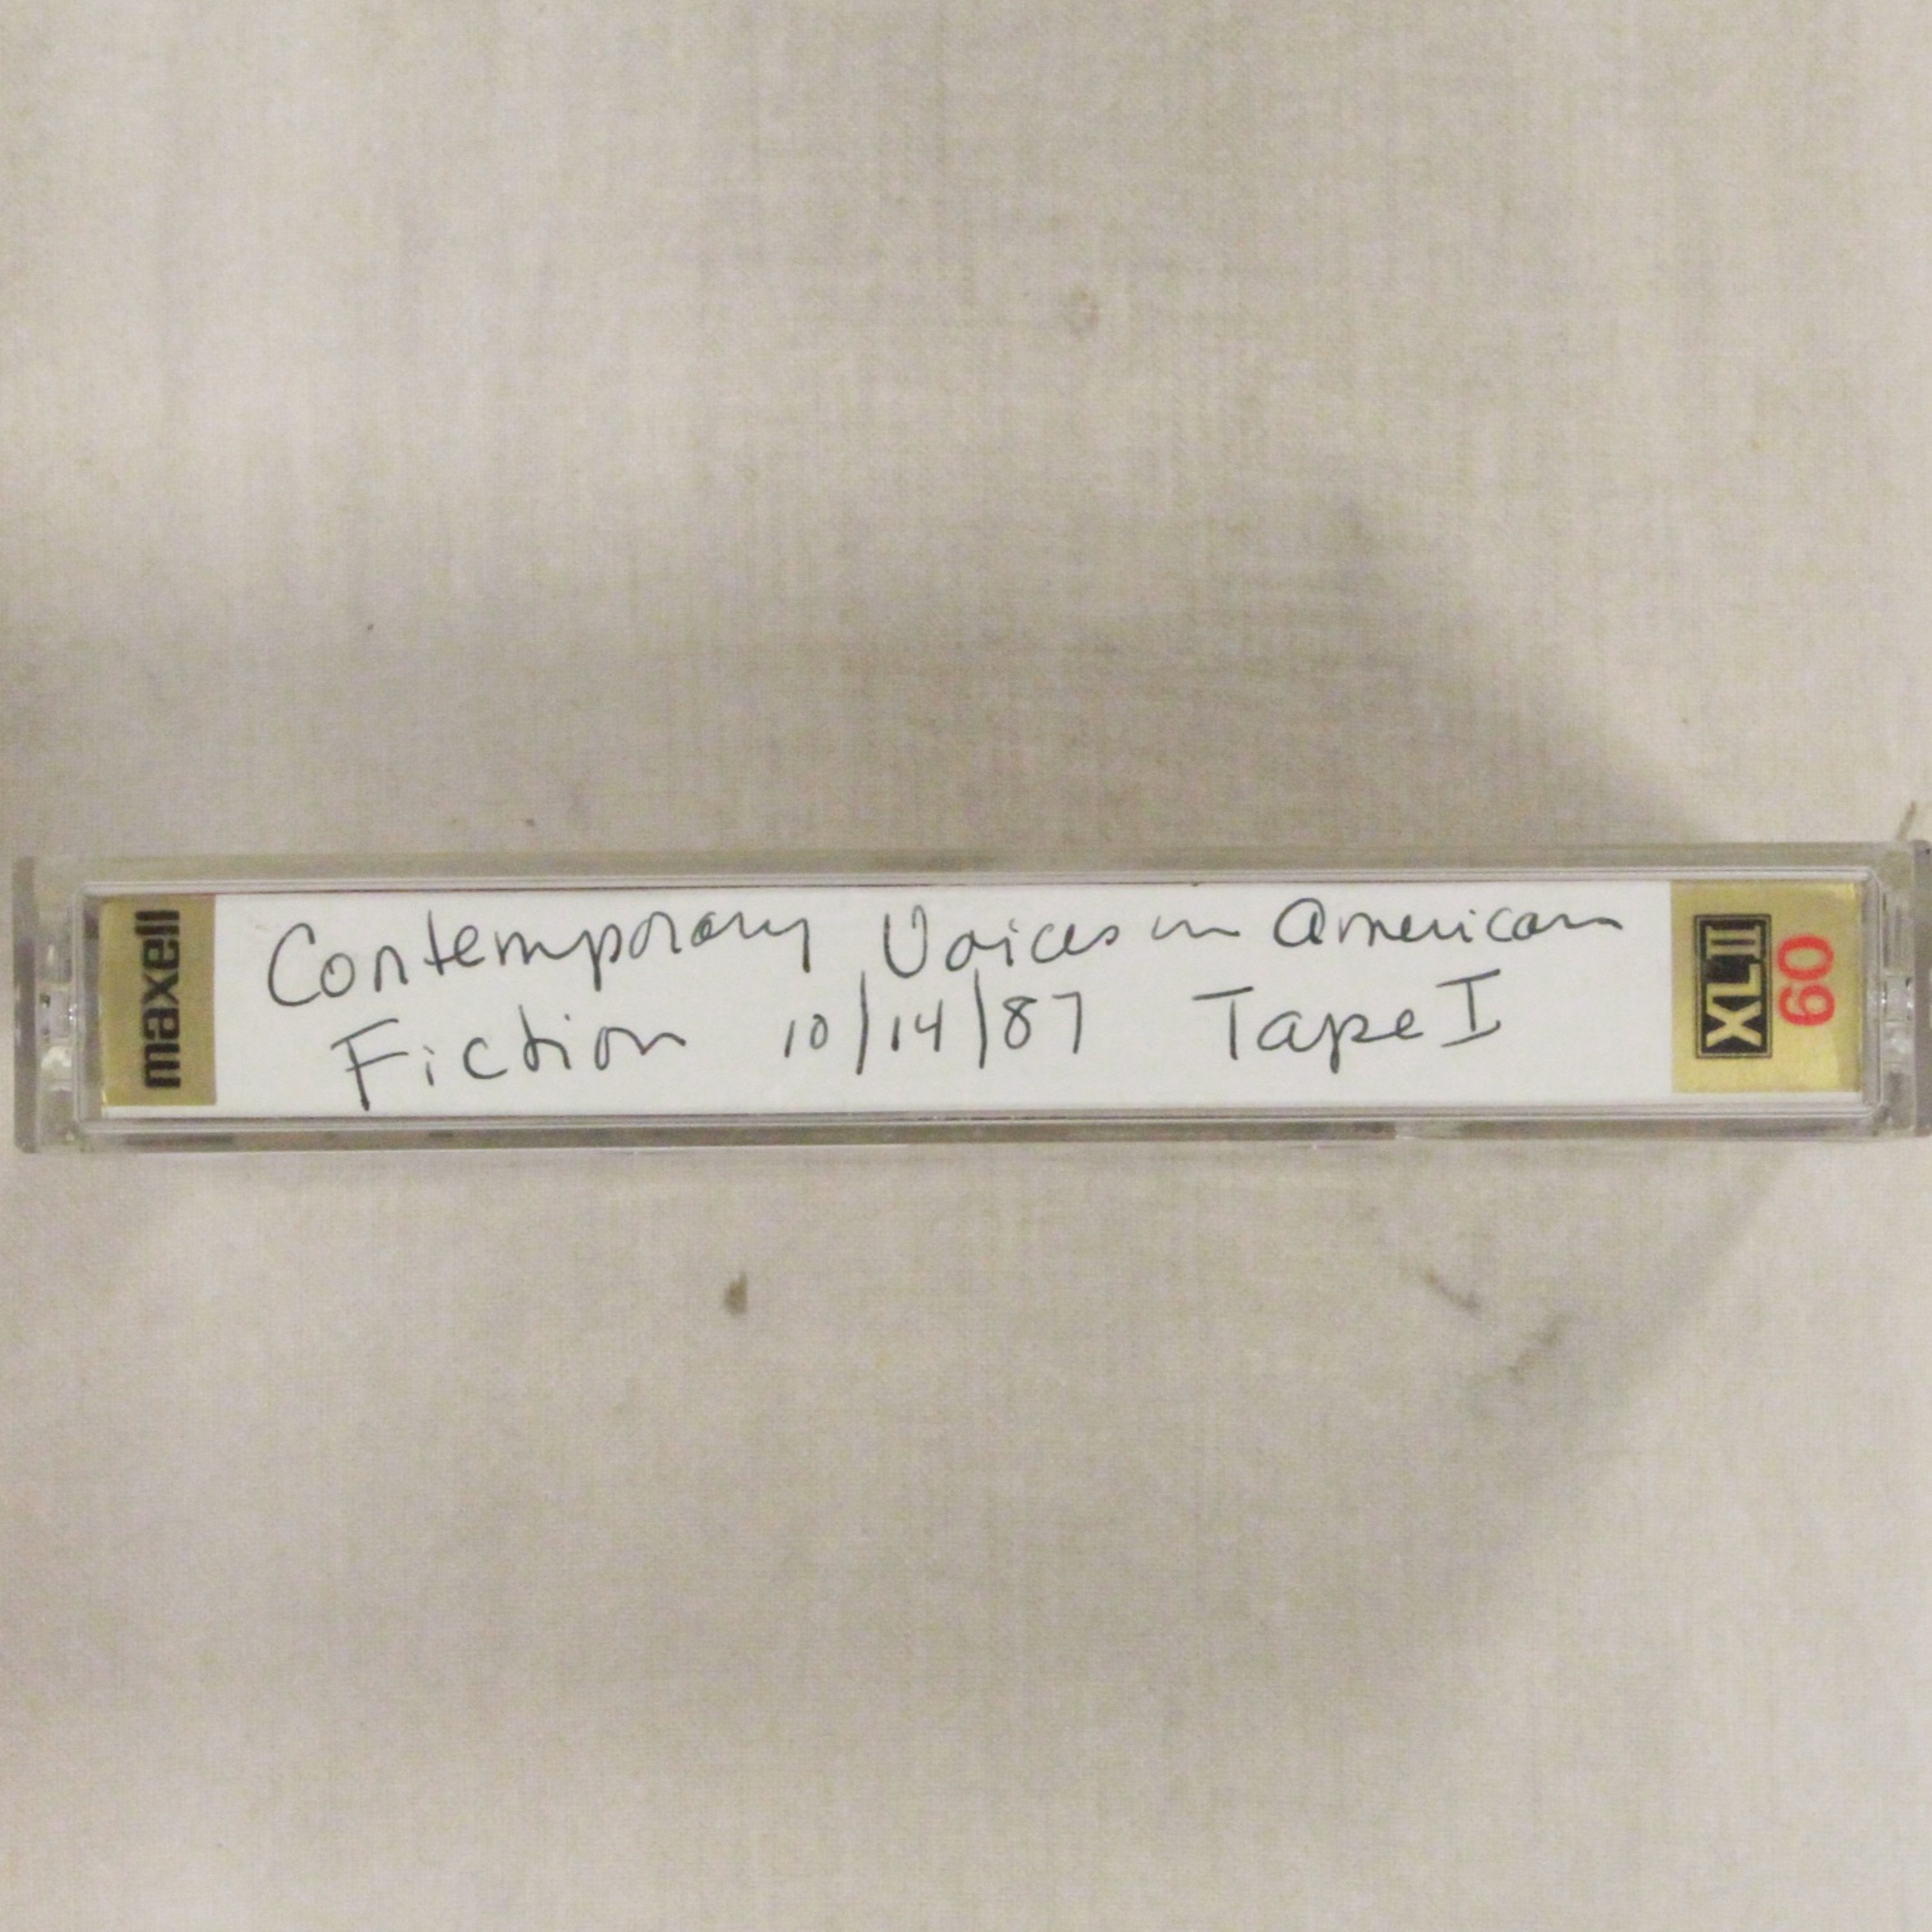 maxell
Contemporary Voices in American
Fiction 10/14/87 Tape I
XLII
60